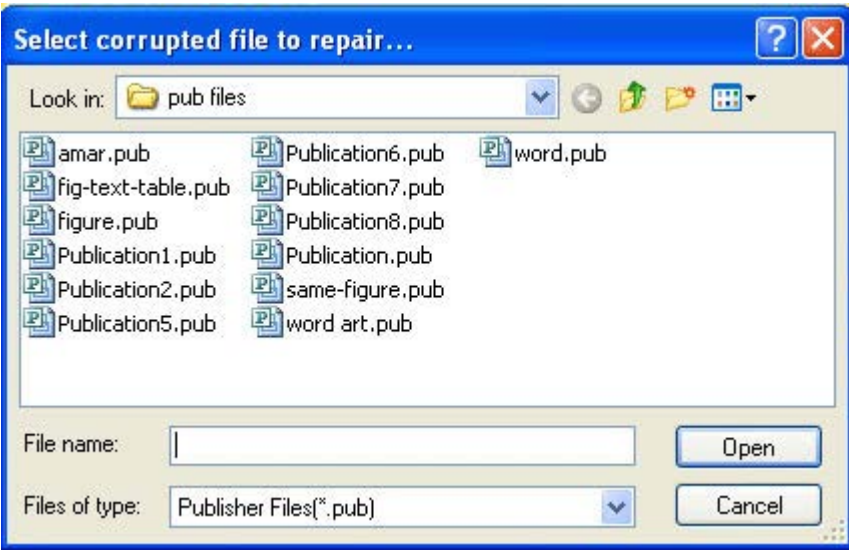 Select corrupted file to repair...
Look in: pub files
amar.pub
fig-text-table.pub
figure.pub
Publication1.pub
Publication2.pub
Publication5.pub
Publication6.pub
Publication7.pub
Publication8.pub
Publication.pub
same-figure.pub
word art.pub
word.pub
File name:
Open
Files of type: Publisher Files(*.pub)
Cancel